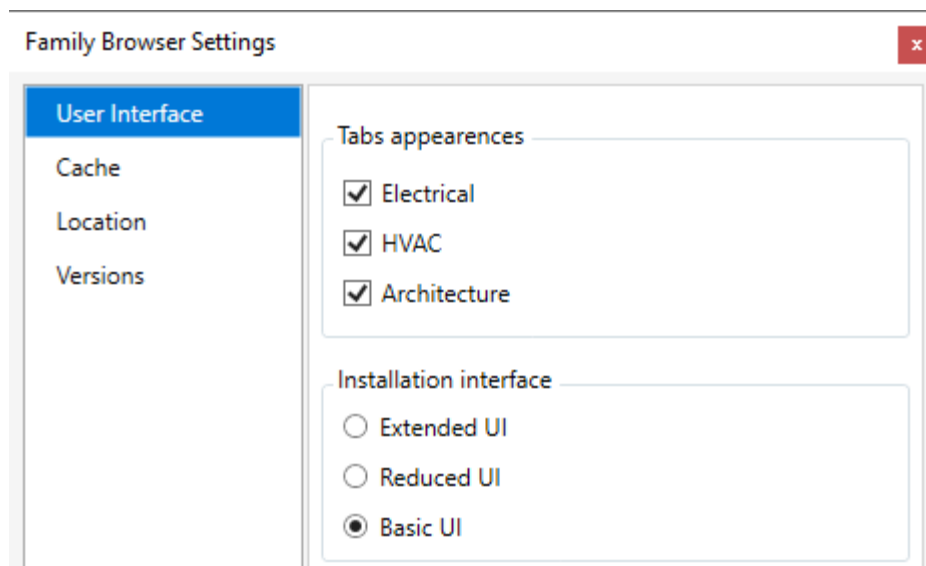 Family Browser Settings
x
User Interface
Cache
Location
Versions
Tabs appearences
Electrical
HVAC
Architecture
Installation interface
Extended UI
Reduced UI
Basic UI